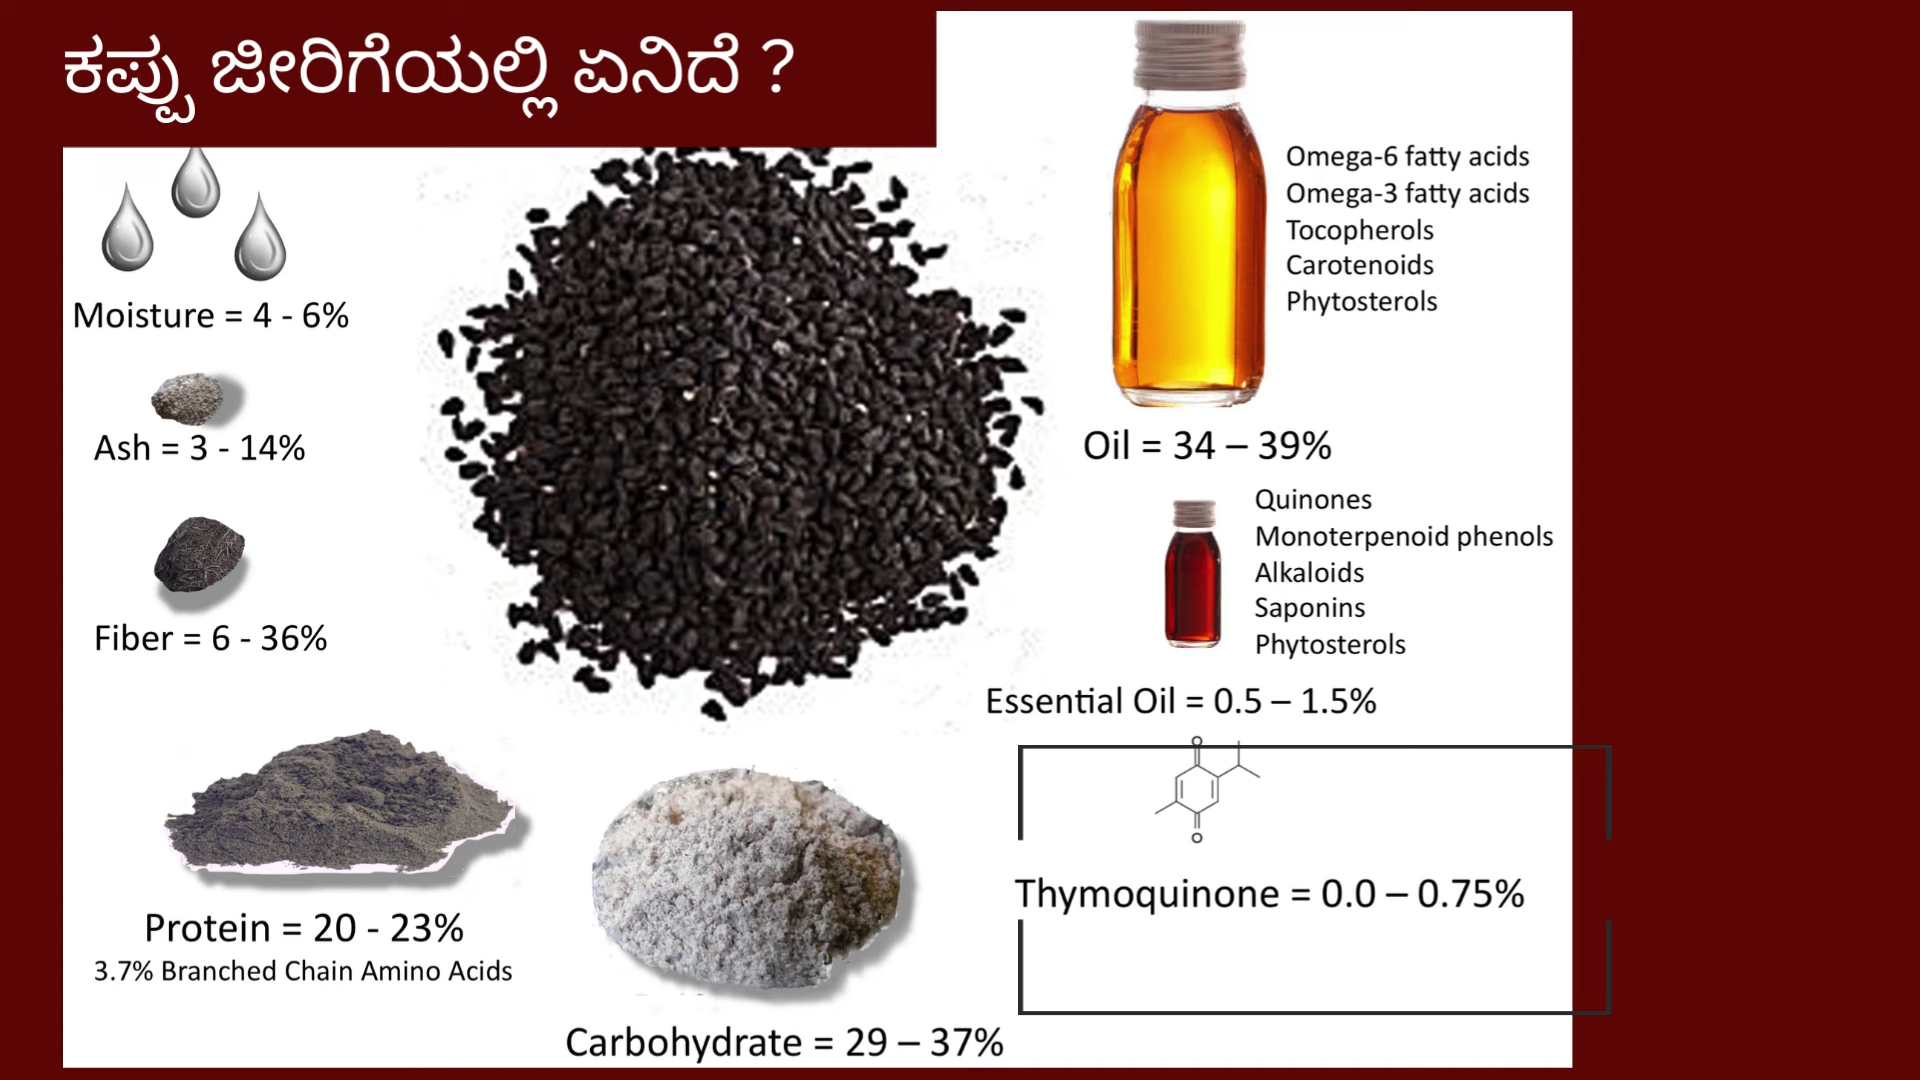 ಕಪ್ಪು ಜೀರಿಗೆಯಲ್ಲಿ ಏನಿದೆ ?
Moisture = 4 - 6%
Ash = 3 - 14%
Fiber = 6 - 36%
Protein = 20 - 23%
3.7% Branched Chain Amino Acids
Carbohydrate = 29 – 37%
Omega-6 fatty acids
Omega-3 fatty acids
Tocopherols
Carotenoids
Phytosterols
Oil = 34 – 39%
Quinones
Monoterpenoid phenols
Alkaloids
Saponins
Phytosterols
Essential Oil = 0.5 – 1.5%
O
O
Thymoquinone = 0.0 – 0.75%